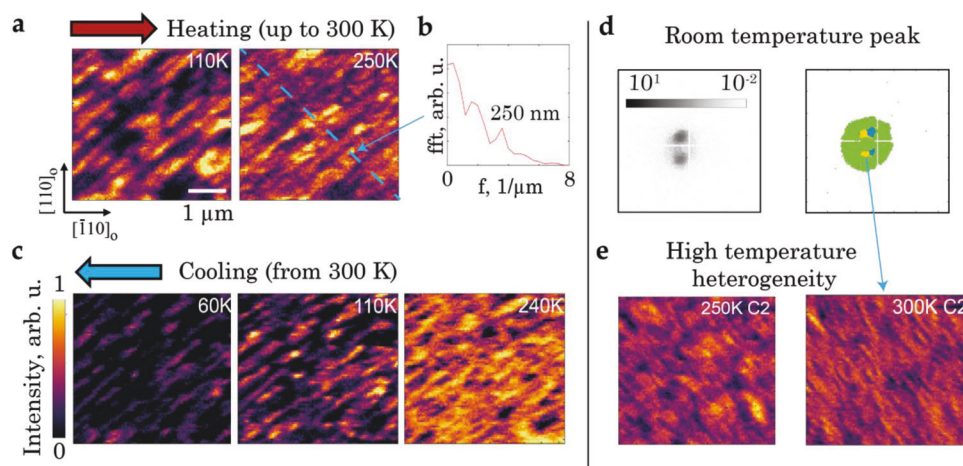 a
Heating (up to 300 K)
110K
250K
[110]ₒ
[1̄10]ₒ
1 µm
b
fft, arb. u.
250 nm
0
8
f, 1/µm
c
Cooling (from 300 K)
Intensity, arb. u.
1
0
60K
110K
240K
d
Room temperature peak
10¹
10⁻²
e
High temperature
heterogeneity
250K C2
300K C2